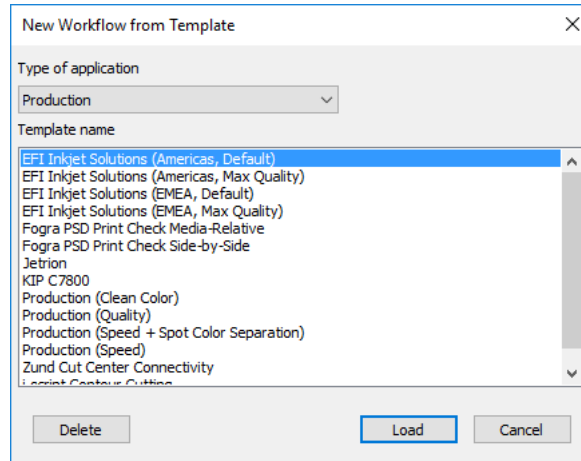 New Workflow from Template
Type of application
Production
Template name
EFI Inkjet Solutions (Americas, Default)
EFI Inkjet Solutions (Americas, Max Quality)
EFI Inkjet Solutions (EMEA, Default)
EFI Inkjet Solutions (EMEA, Max Quality)
Fogra PSD Print Check Media-Relative
Fogra PSD Print Check Side-by-Side
Jetrion
KIP C7800
Production (Clean Color)
Production (Quality)
Production (Speed + Spot Color Separation)
Production (Speed)
Zund Cut Center Connectivity
i-script Contour Cutting
Delete Load Cancel